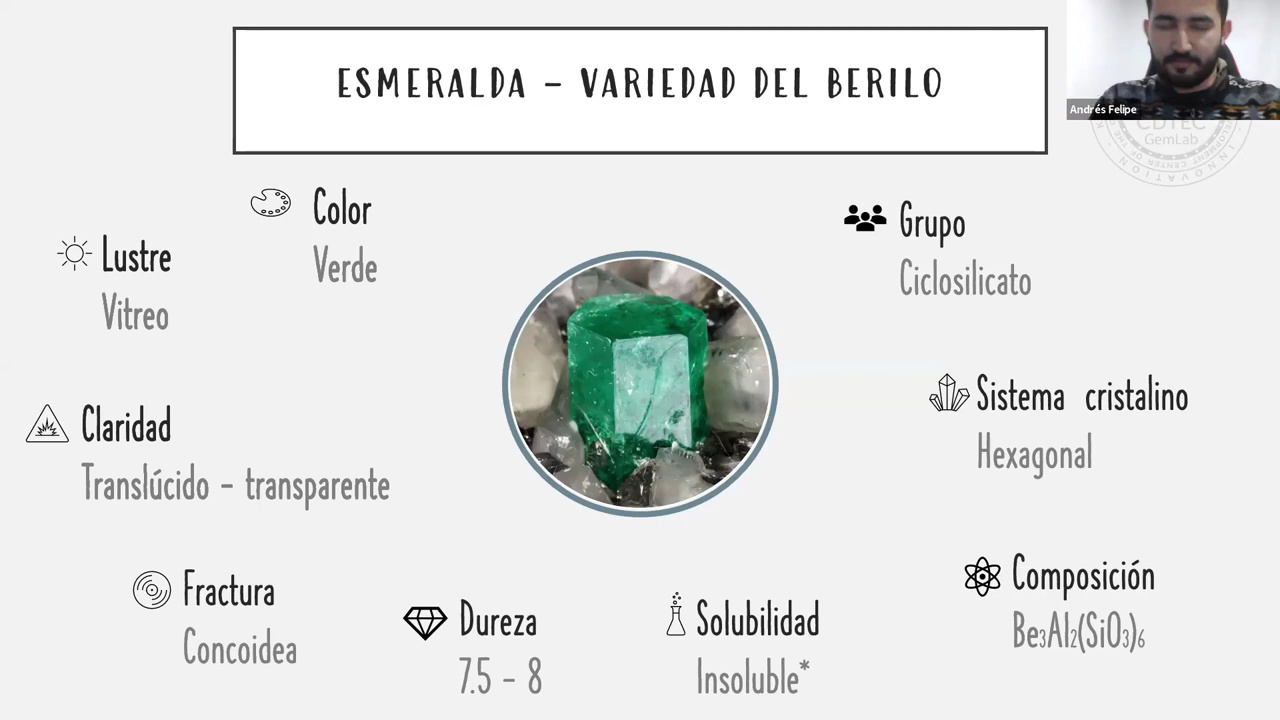 ESMERALDA – VARIEDAD DEL BERILO
Andrés Felipe
CDTEC
GemLab
INNOVATION
Color
Verde
Grupo
Ciclosilicato
Lustre
Vitreo
Sistema cristalino
Hexagonal
Claridad
Translúcido – transparente
Composición
Be3Al2(SiO3)6
Fractura
Concoidea
Dureza
7.5 – 8
Solubilidad
Insoluble*